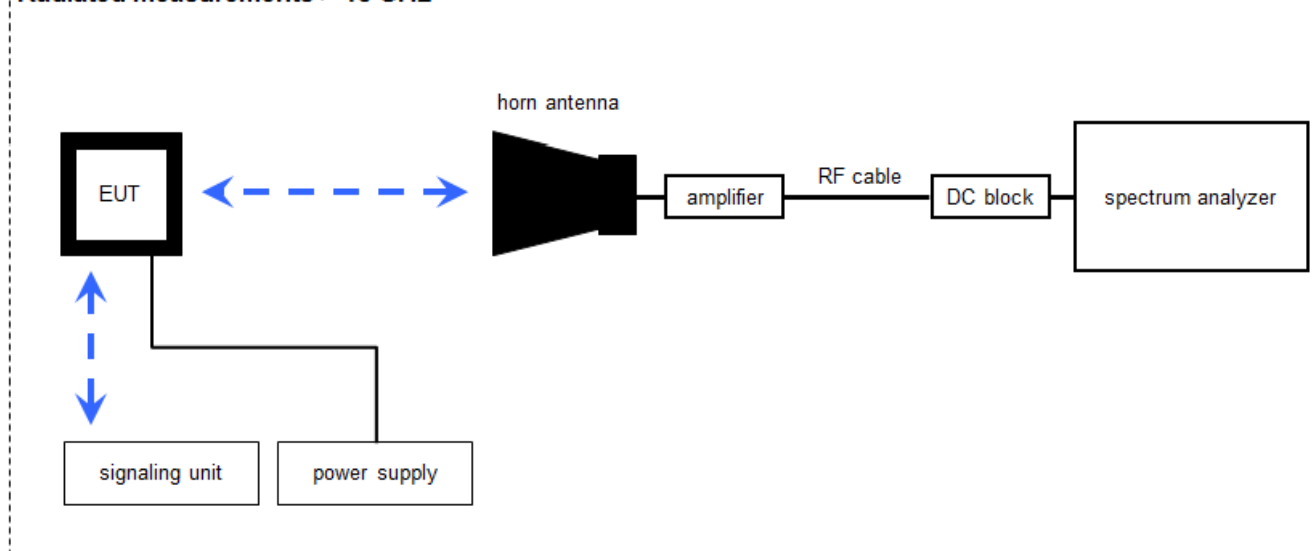 horn antenna
EUT
amplifier
RF cable
DC block
spectrum analyzer
signaling unit
power supply